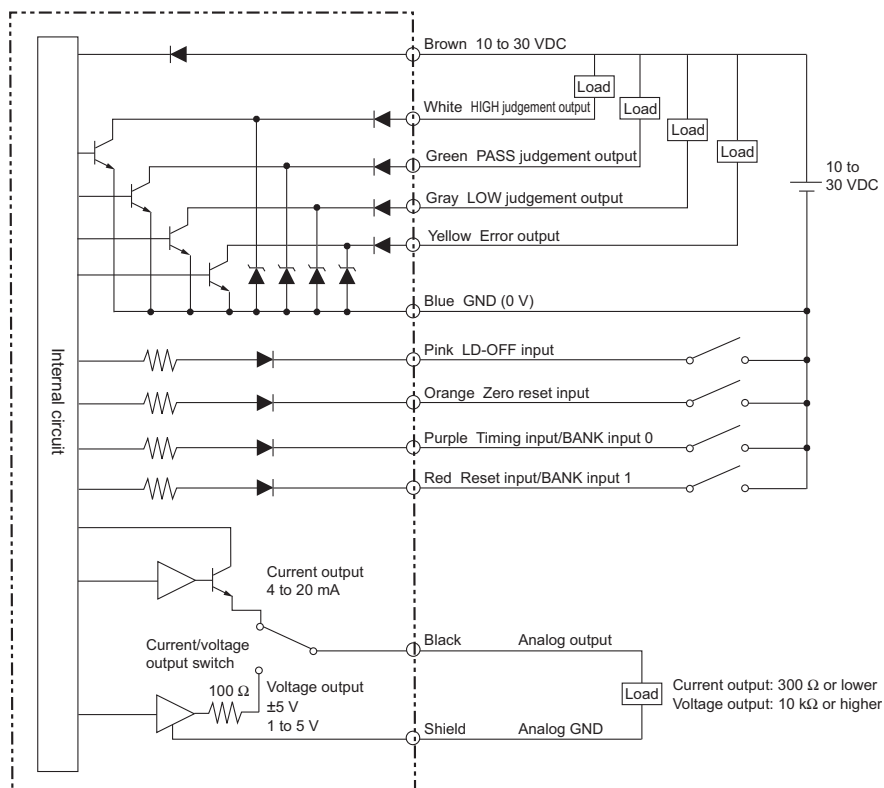 Brown 10 to 30 VDC
Load
White HIGH judgement output
Load
Load
Green PASS judgement output
Load
10 to
30 VDC
Gray LOW judgement output
Yellow Error output
Blue GND (0 V)
Internal circuit
Pink LD-OFF input
Orange Zero reset input
Purple Timing input/BANK input 0
Red Reset input/BANK input 1
Current output
4 to 20 mA
Current/voltage
output switch
Black Analog output
100 Ω
Voltage output
±5 V
1 to 5 V
Load
Current output: 300 Ω or lower
Voltage output: 10 kΩ or higher
Shield Analog GND